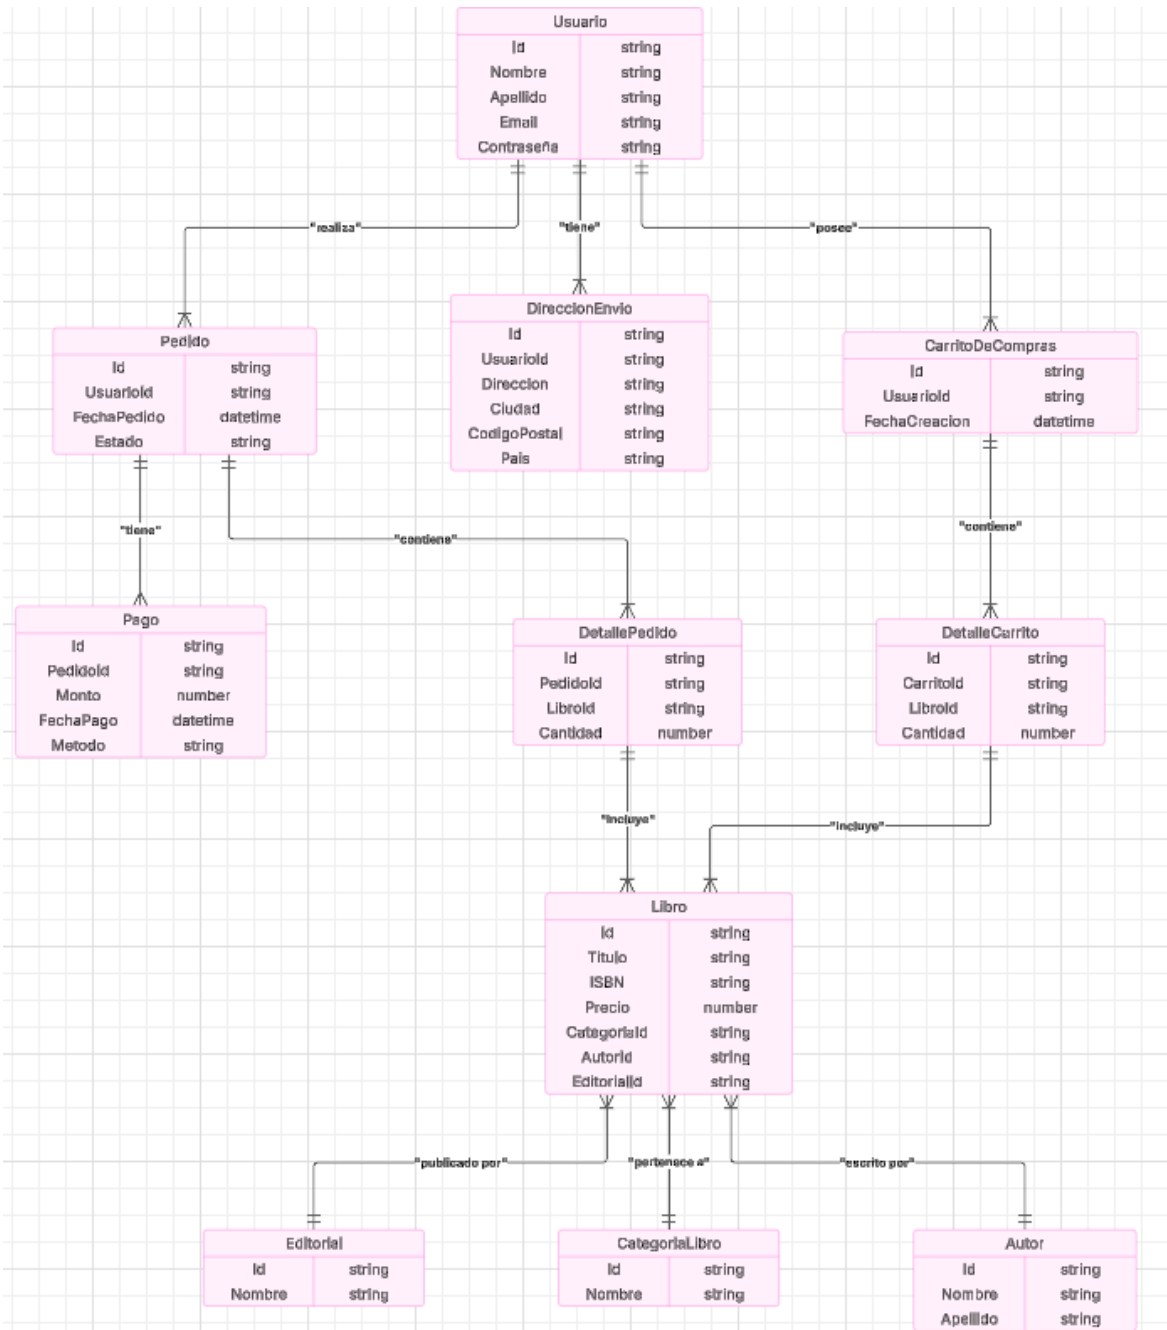 Usuario
Id string
Nombre string
Apellido string
Email string
Contraseña string
"realiza" "tiene" "posee"
DireccionEnvio
Id string
UsuarioId string
Direccion string
Ciudad string
CodigoPostal string
Pais string
Pedido
Id string
UsuarioId string
FechaPedido datetime
Estado string
CarritoDeCompras
Id string
UsuarioId string
FechaCreacion datetime
"tiene" "contiene" "contiene"
Pago
Id string
PedidoId string
Monto number
FechaPago datetime
Metodo string
DetallePedido
Id string
PedidoId string
LibroId string
Cantidad number
DetalleCarrito
Id string
CarritoId string
LibroId string
Cantidad number
"incluye" "incluye"
Libro
Id string
Titulo string
ISBN string
Precio number
CategoriaId string
AutorId string
EditorialId string
"publicado por" "pertenece a" "escrito por"
Editorial
Id string
Nombre string
CategoriaLibro
Id string
Nombre string
Autor
Id string
Nombre string
Apellido string